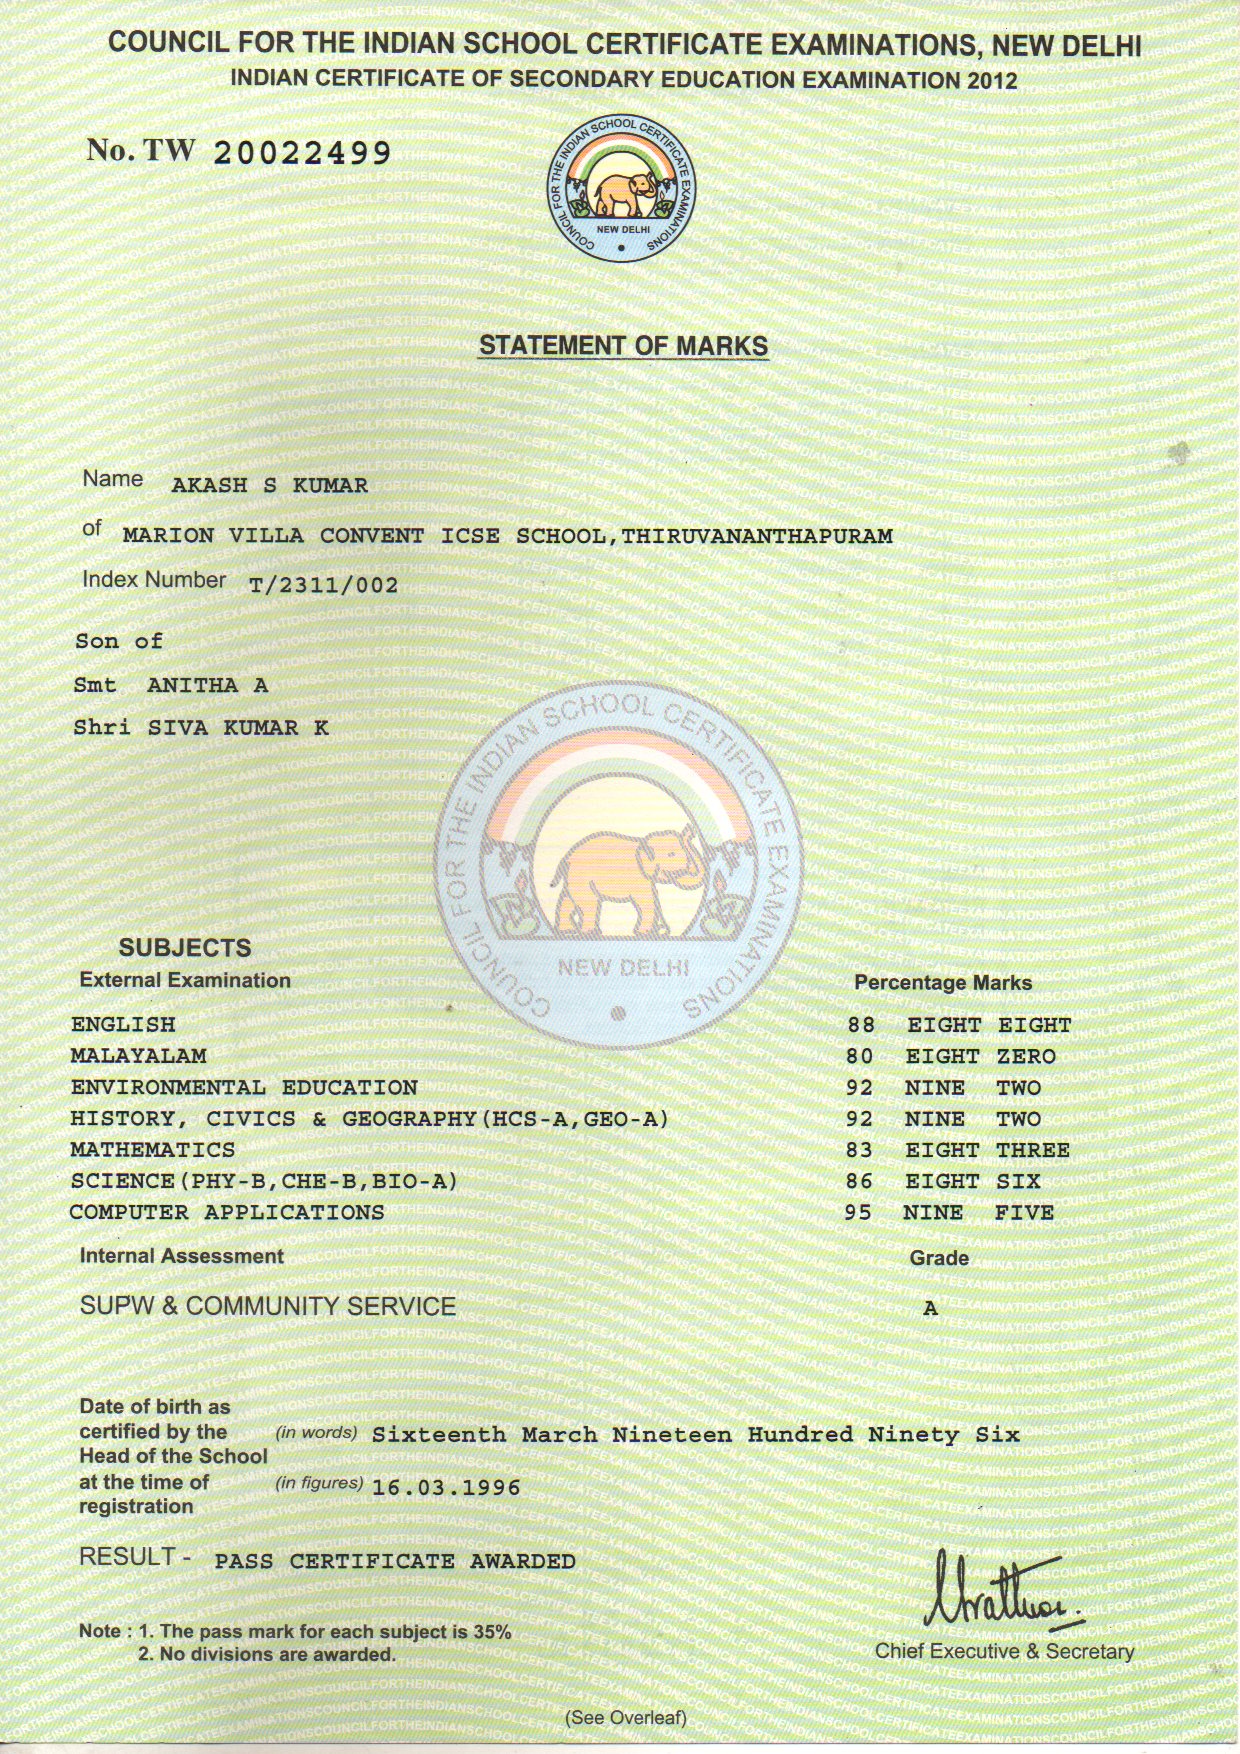 COUNCIL FOR THE INDIAN SCHOOL CERTIFICATE EXAMINATIONS, NEW DELHI
INDIAN CERTIFICATE OF SECONDARY EDUCATION EXAMINATION 2012
No. TW 20022499
COUNCIL FOR THE INDIAN SCHOOL CERTIFICATE EXAMINATIONS
NEW DELHI
STATEMENT OF MARKS
Name AKASH S KUMAR
of MARION VILLA CONVENT ICSE SCHOOL,THIRUVANANTHAPURAM
Index Number T/2311/002
Son of
Smt ANITHA A
Shri SIVA KUMAR K
COUNCIL FOR THE INDIAN SCHOOL CERTIFICATE EXAMINATIONS
NEW DELHI
SUBJECTS
External Examination Percentage Marks
ENGLISH 88 EIGHT EIGHT
MALAYALAM 80 EIGHT ZERO
ENVIRONMENTAL EDUCATION 92 NINE TWO
HISTORY, CIVICS & GEOGRAPHY(HCS-A,GEO-A) 92 NINE TWO
MATHEMATICS 83 EIGHT THREE
SCIENCE(PHY-B,CHE-B,BIO-A) 86 EIGHT SIX
COMPUTER APPLICATIONS 95 NINE FIVE
Internal Assessment Grade
SUPW & COMMUNITY SERVICE A
Date of birth as
certified by the (in words) Sixteenth March Nineteen Hundred Ninety Six
Head of the School
at the time of (in figures) 16.03.1996
registration
RESULT - PASS CERTIFICATE AWARDED
Note : 1. The pass mark for each subject is 35%
2. No divisions are awarded.
Chief Executive & Secretary
(See Overleaf)